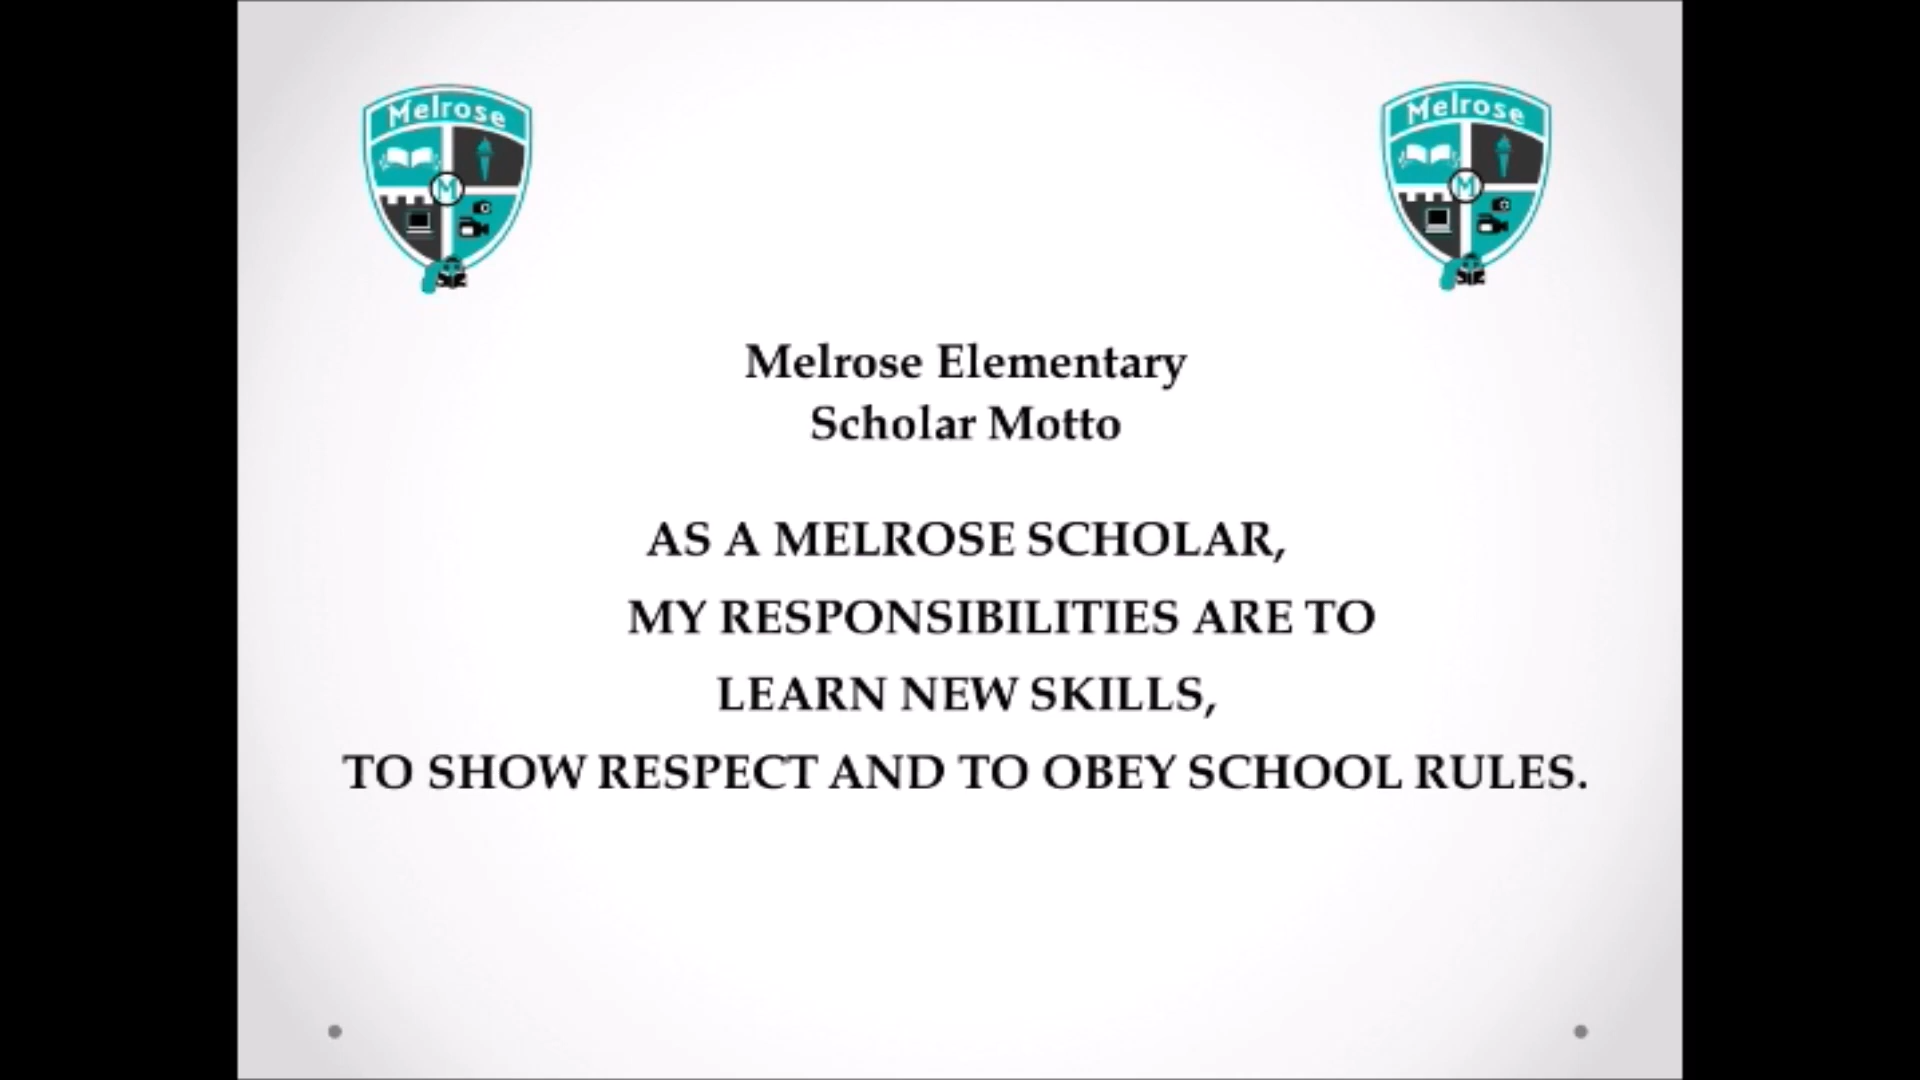 Melrose
Melrose
M
M
Melrose Elementary
Scholar Motto
AS A MELROSE SCHOLAR,
MY RESPONSIBILITIES ARE TO
LEARN NEW SKILLS,
TO SHOW RESPECT AND TO OBEY SCHOOL RULES.